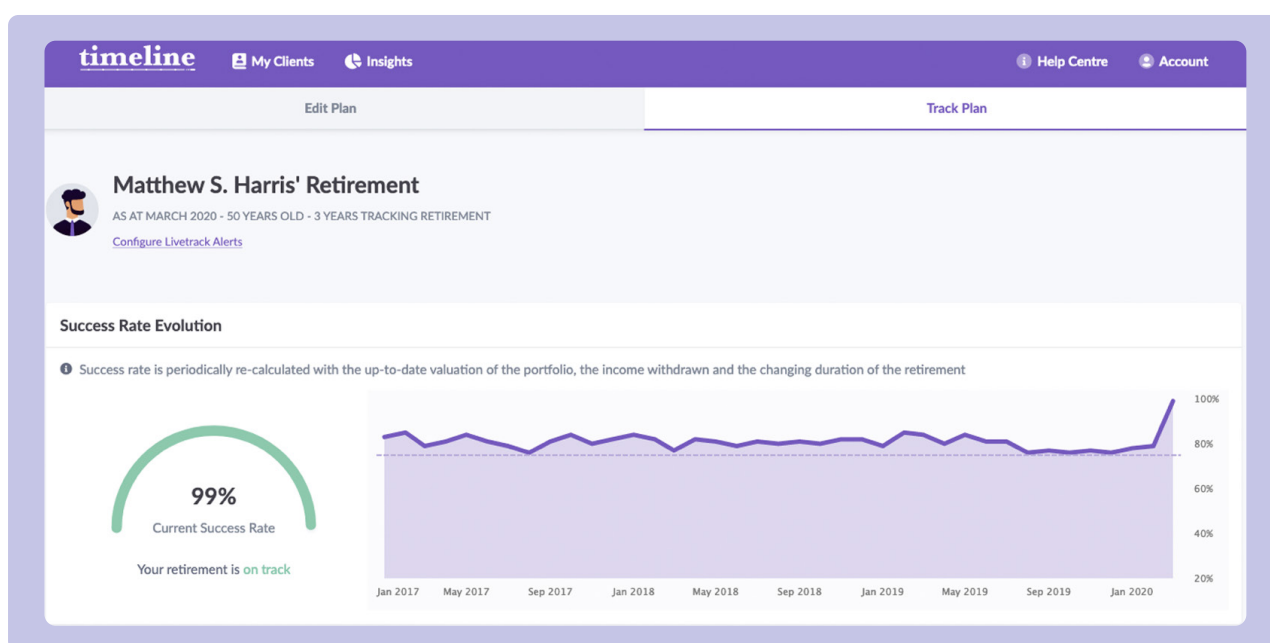 timeline My Clients Insights Help Centre Account
Edit Plan Track Plan
Matthew S. Harris' Retirement
AS AT MARCH 2020 - 50 YEARS OLD - 3 YEARS TRACKING RETIREMENT
Configure Livetrack Alerts
Success Rate Evolution
Success rate is periodically re-calculated with the up-to-date valuation of the portfolio, the income withdrawn and the changing duration of the retirement
99%
Current Success Rate
Your retirement is on track
100%
80%
60%
40%
20%
Jan 2017 May 2017 Sep 2017 Jan 2018 May 2018 Sep 2018 Jan 2019 May 2019 Sep 2019 Jan 2020